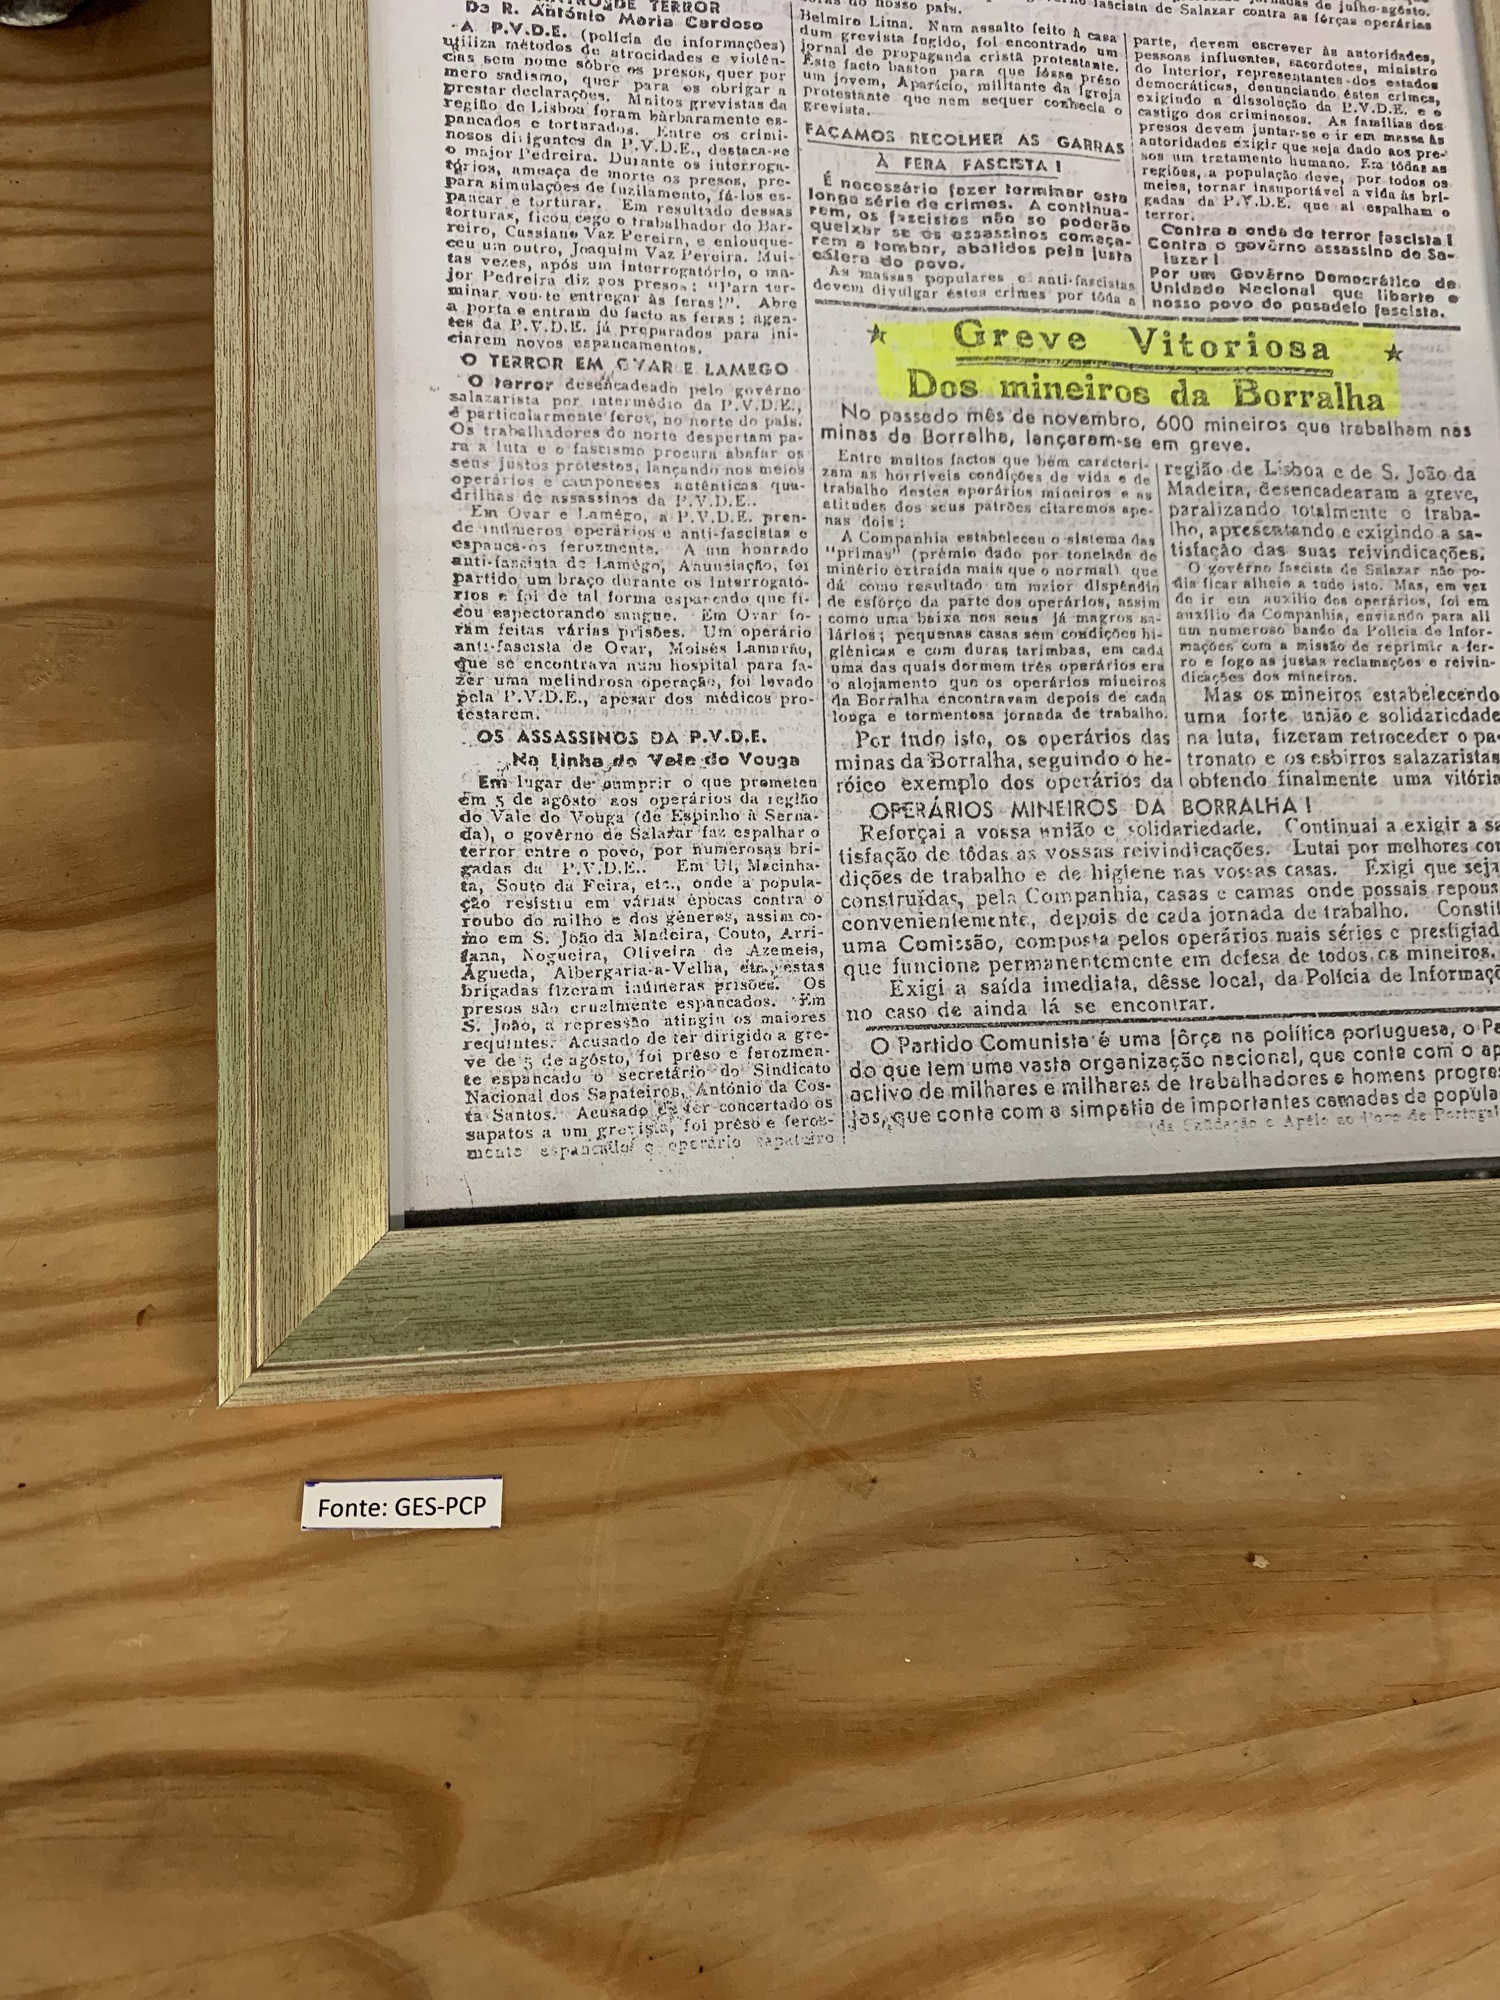 DE TERROR
Da R. António Maria Cardoso
A P.V.D.E. (polícia de informações)
utiliza métodos de atrocidades e violên-
cias sem nome sôbre os presos, quer por
mero sadismo, quer para os obrigar a
prestar declarações. Muitos grevistas da
região de Lisboa foram bàrbaramente es-
pancados e torturados. Entre os crimi-
nosos dirigentes da P.V.D.E., destaca-se
o major Pedreira. Durante os interroga-
tórios, ameaça de morte os presos, pre-
para simulações de fuzilamento, fá-los es-
pancar e torturar. Em resultado dessas
torturas, ficou cego o trabalhador do Bar-
reiro, Cassiano Vaz Pereira, e enlouque-
ceu um outro, Joaquim Vaz Pereira. Mui-
tas vezes, após um interrogatório, o ma-
jor Pedreira diz aos presos: "Para ter-
minar vou-te entregar às feras!". Abre
a porta e entram de facto as feras: agen-
tes da P.V.D.E. já preparados para ini-
ciarem novos espancamentos.
O TERROR EM OVAR E LAMEGO
O terror desencadeado pelo govêrno
salazarista por intermédio da P.V.D.E.,
é particularmente feroz, no norte do país.
Os trabalhadores do norte despertam pa-
ra a luta e o fascismo procura abafar os
seus justos protestos, lançando nos meios
operários e camponeses autênticas qua-
drilhas de assassinos da P.V.D.E..
Em Ovar e Lamêgo, a P.V.D.E. pren-
de inúmeros operários e anti-fascistas e
espanca-os ferozmente. A um honrado
anti-fascista de Lamêgo, Anunciação, foi
partido um braço durante os interrogató-
rios e foi de tal forma espancado que fi-
cou espectorando sangue. Em Ovar fo-
ram feitas várias prisões. Um operário
anti-fascista de Ovar, Moisés Lamarão,
que se encontrava num hospital para fa-
zer uma melindrosa operação, foi levado
pela P.V.D.E., apesar dos médicos pro-
testarem.
OS ASSASSINOS DA P.V.D.E.
Na linha do Vale do Vouga
Em lugar de cumprir o que prometeu
em 5 de agôsto aos operários da região
do Vale do Vouga (de Espinho à Serna-
da), o govêrno de Salazar faz espalhar o
terror entre o povo, por numerosas bri-
gadas da P.V.D.E.. Em Ul, Macinha-
ta, Souto da Feira, etc., onde a popula-
ção resistiu em várias épocas contra o
roubo do milho e dos géneros, assim co-
mo em S. João da Madeira, Couto, Arri-
fana, Nogueira, Oliveira de Azemeis,
Águeda, Albergaria-a-Velha, etc., estas
brigadas fizeram inúmeras prisões. Os
presos são cruelmente espancados. Em
S. João, a repressão atingiu os maiores
requintes. Acusado de ter dirigido a gre-
ve de 5 de agôsto, foi prêso e ferozmen-
te espancado o secretário do Sindicato
Nacional dos Sapateiros, António da Cos-
ta Santos. Acusado de ter concertado os
sapatos a um grevista, foi prêso e feroz-
mente espancado o operário sapateiro
do nosso país.
Belmiro Lima. Num assalto feito à casa
dum grevista fugido, foi encontrado um
jornal de propaganda cristã protestante.
Êste facto bastou para que fôsse prêso
um jovem, Aparício, militante da Igreja
protestante que nem sequer conhecia o
grevista.
FAÇAMOS RECOLHER AS GARRAS
À FERA FASCISTA!
É necessário fazer terminar esta
longa série de crimes. A continua-
rem, os fascistas não se poderão
queixar se os assassinos começa-
rem a tombar, abatidos pela justa
cólera do povo.
As massas populares e anti-fascistas
devem divulgar êstes crimes por tôda a
fascista de Salazar contra as fôrças operárias
parte, devem escrever às autoridades,
pessoas influentes, sacerdotes, ministro
do Interior, representantes dos estados
democráticos, denunciando êstes crimes,
exigindo a dissolução da P.V.D.E. e o
castigo dos criminosos. As famílias dos
presos devem juntar-se e ir em massa às
autoridades exigir que seja dado aos pre-
sos um tratamento humano. Em tôdas as
regiões, a população deve, por todos os
meios, tornar insuportável a vida às bri-
gadas da P.V.D.E. que aí espalham o
terror.
Contra a onda de terror fascista!
Contra o govêrno assassino de Sa-
lazar!
Por um Govêrno Democrático de
Unidade Nacional que liberte o
nosso povo do pesadelo fascista.
Greve Vitoriosa
Dos mineiros da Borralha
No passado mês de novembro, 600 mineiros que trabalham nas
minas da Borralha, lançaram-se em greve.
Entre muitos factos que bem caracteri-
zam as horríveis condições de vida e de
trabalho destes operários mineiros e as
atitudes dos seus patrões citaremos ape-
nas dois:
A Companhia estabeleceu o sistema das
"primas" (prémio dado por tonelada de
minério extraída mais que o normal) que
dá como resultado um maior dispêndio
de esfôrço da parte dos operários, assim
como uma baixa nos seus já magros sa-
lários; pequenas casas sem condições hi-
giénicas e com duras tarimbas, em cada
uma das quais dormem três operários era
o alojamento que os operários mineiros
da Borralha encontravam depois de cada
longa e tormentosa jornada de trabalho.
Por tudo isto, os operários das
minas da Borralha, seguindo o he-
róico exemplo dos operários da
região de Lisboa e de S. João da
Madeira, desencadearam a greve,
paralizando totalmente o traba-
lho, apresentando e exigindo a sa-
tisfação das suas reivindicações.
O govêrno fascista de Salazar não po-
dia ficar alheio a tudo isto. Mas, em vez
de ir em auxílio dos operários, foi em
auxílio da Companhia, enviando para ali
um numeroso bando da Polícia de Infor-
mações com a missão de reprimir a fer-
ro e fogo as justas reclamações e reivin-
dicações dos mineiros.
Mas os mineiros estabelecendo
uma forte união e solidariedade
na luta, fizeram retroceder o pa-
tronato e os esbirros salazaristas
obtendo finalmente uma vitória
OPERÁRIOS MINEIROS DA BORRALHA!
Reforçai a vossa união e solidariedade. Continuai a exigir a sa
tisfação de tôdas as vossas reivindicações. Lutai por melhores con
dições de trabalho e de higiene nas vossas casas. Exigi que seja
construídas, pela Companhia, casas e camas onde possais repous
convenientemente, depois de cada jornada de trabalho. Constit
uma Comissão, composta pelos operários mais séries e prestigiad
que funcione permanentemente em defesa de todos os mineiros.
Exigi a saída imediata, dêsse local, da Polícia de Informaç
no caso de ainda lá se encontrar.
O Partido Comunista é uma fôrça na política portuguesa, o Pa
do que tem uma vasta organização nacional, que conta com o ap
activo de milhares e milhares de trabalhadores e homens progre
jas, que conta com a simpatia de importantes camadas da popula
(da Saüdação e Apêlo ao Povo de Portugal
Fonte: GES-PCP